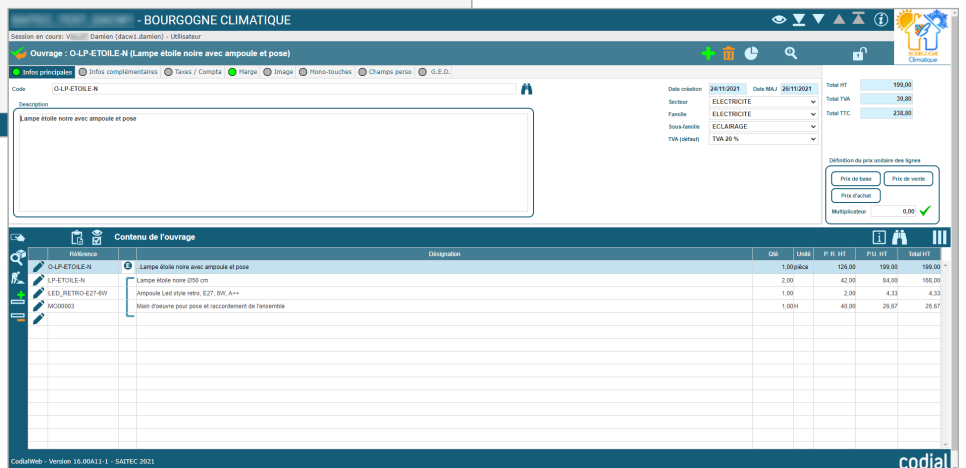 - BOURGOGNE CLIMATIQUE
Session en cours: V Damien (dacw1.damien) - Utilisateur
Ouvrage : O-LP-ETOILE-N (Lampe étoile noire avec ampoule et pose)
BOURGOGNE
Climatique
Infos principales Infos complémentaires Taxes / Compta Marge Image Mono-touches Champs perso G.E.D.
Code O-LP-ETOILE-N
Date création 24/11/2021 Date MAJ 26/11/2021
Total HT 199,00
Description
Secteur ELECTRICITE
Total TVA 39,80
Lampe étoile noire avec ampoule et pose
Famille ELECTRICITE
Total TTC 238,80
Sous-famille ECLAIRAGE
TVA (défaut) TVA 20 %
Définition du prix unitaire des lignes
Prix de base Prix de vente
Prix d'achat
Multiplicateur 0,00
Contenu de l'ouvrage
Référence Désignation Qté Unité P. R. HT P.U. HT Total HT
O-LP-ETOILE-N E .Lampe étoile noire avec ampoule et pose 1,00 pièce 126,00 199,00 199,00
LP-ETOILE-N Lampe étoile noire Ø50 cm 2,00 42,00 84,00 168,00
LED_RETRO-E27-6W Ampoule Led style retro, E27, 6W, A++ 1,00 2,00 4,33 4,33
MO00003 Main d'oeuvre pour pose et raccordement de l'ensemble 1,00 H 40,00 26,67 26,67
CodialWeb - Version 16.00A11-1 - SAITEC 2021
codial